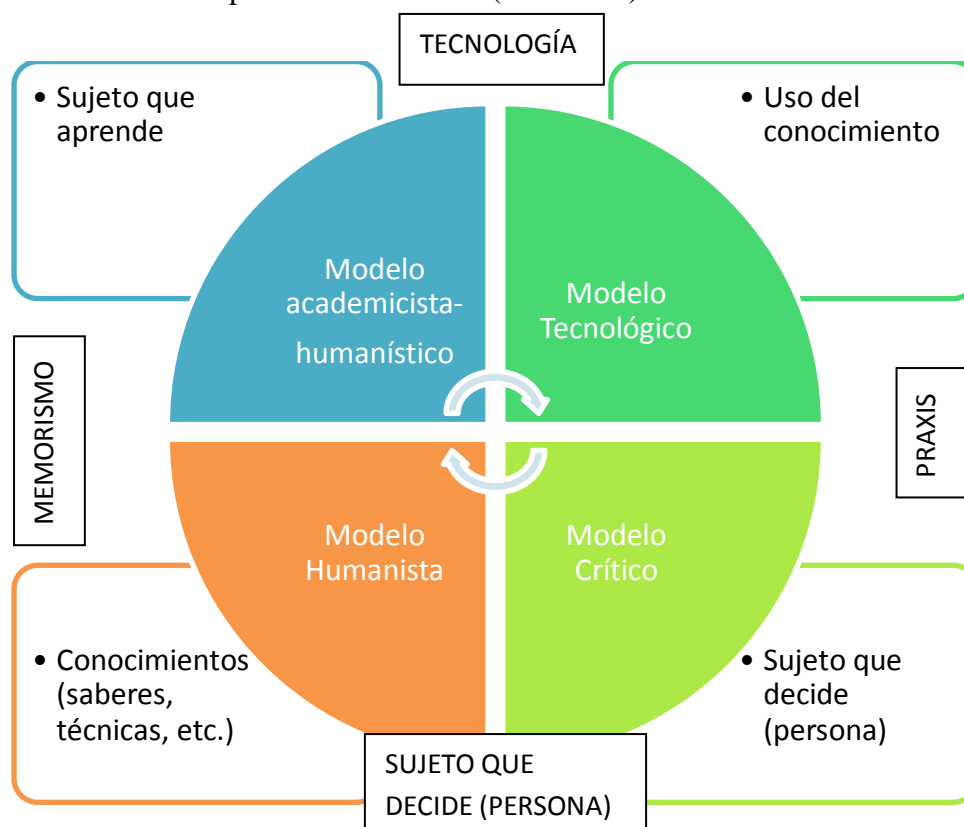 TECNOLOGÍA
• Sujeto que
aprende
• Uso del
conocimiento
Modelo
academicista-
humanístico
Modelo
Tecnológico
MEMORISMO
PRAXIS
Modelo
Humanista
Modelo
Crítico
• Conocimientos
(saberes,
técnicas, etc.)
• Sujeto que
decide
(persona)
SUJETO QUE
DECIDE (PERSONA)